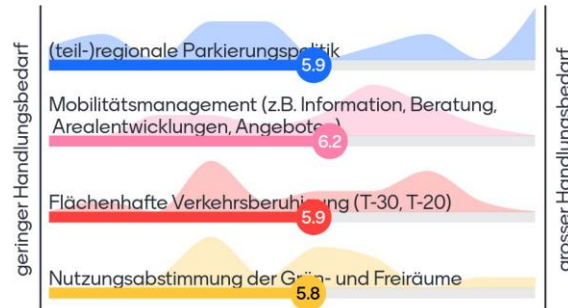 geringer Handlungsbedarf
(teil-)regionale Parkierungspolitik
5.9
Mobilitätsmanagement (z.B. Information, Beratung,
Arealentwicklungen, Angebote...)
6.2
Flächenhafte Verkehrsberuhigung (T-30, T-20)
5.9
Nutzungsabstimmung der Grün- und Freiräume
5.8
grosser Handlungsbedarf